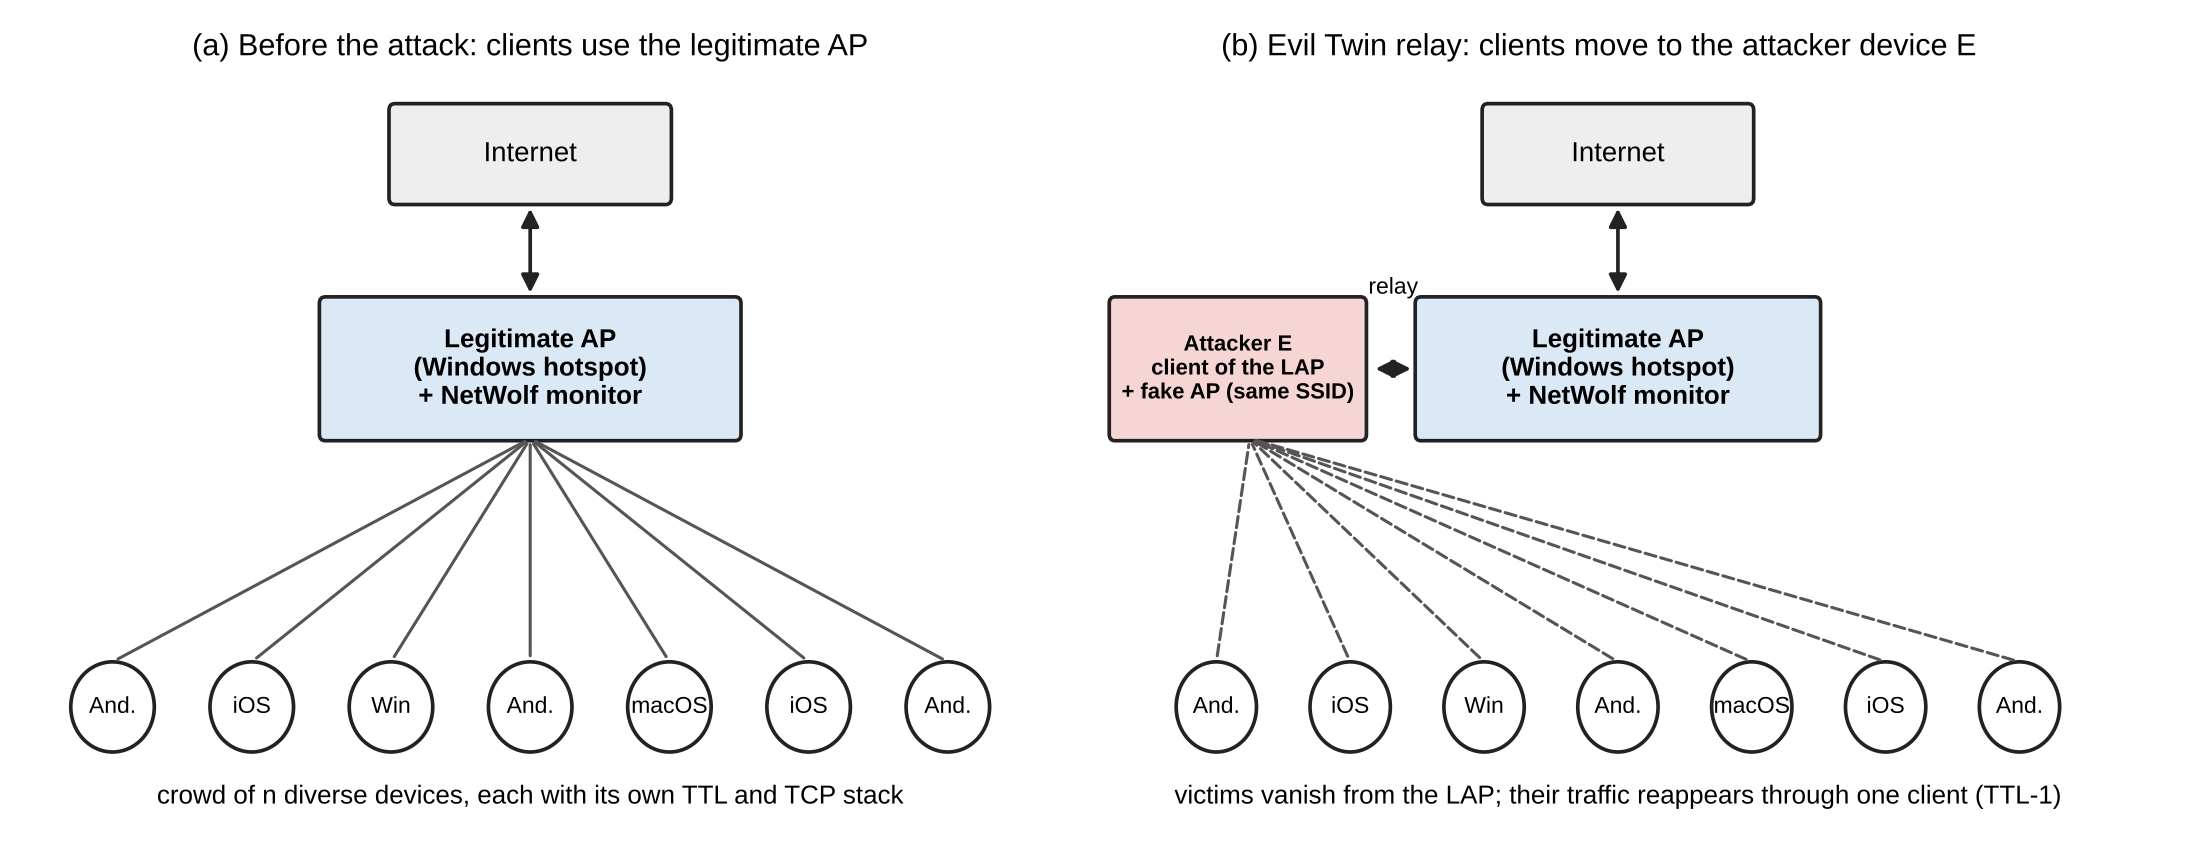 (a) Before the attack: clients use the legitimate AP
Internet
Legitimate AP
(Windows hotspot)
+ NetWolf monitor
And.
iOS
Win
And.
macOS
iOS
And.
crowd of n diverse devices, each with its own TTL and TCP stack
(b) Evil Twin relay: clients move to the attacker device E
Internet
relay
Attacker E
client of the LAP
+ fake AP (same SSID)
Legitimate AP
(Windows hotspot)
+ NetWolf monitor
And.
iOS
Win
And.
macOS
iOS
And.
victims vanish from the LAP; their traffic reappears through one client (TTL-1)